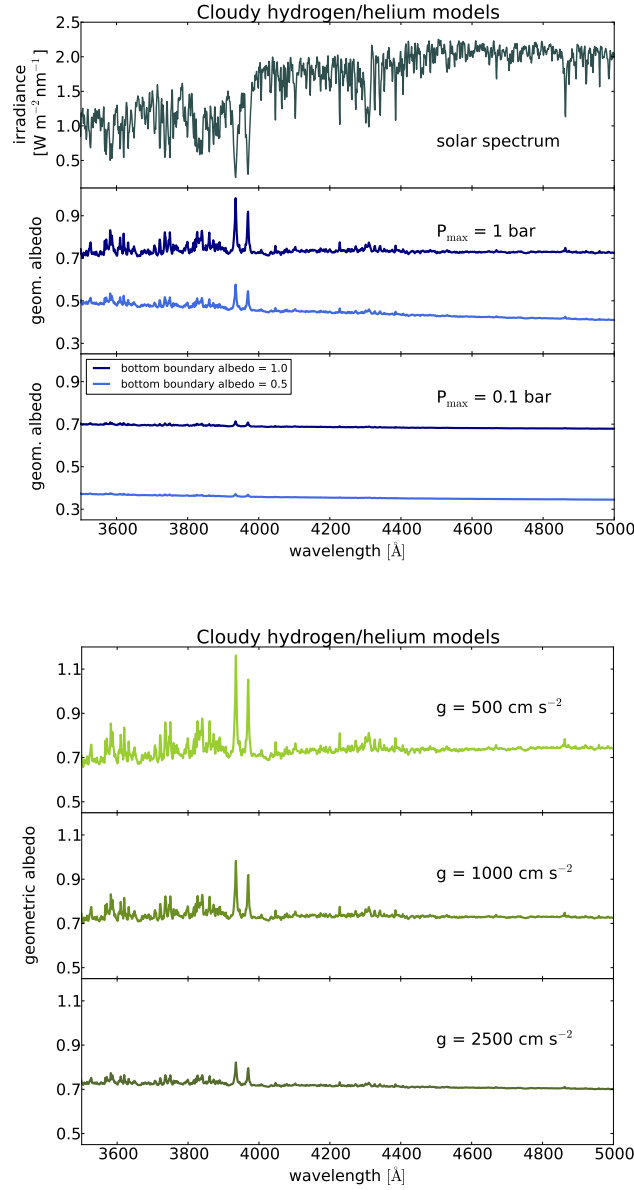 Cloudy hydrogen/helium models
2.5
2.0
1.5
1.0
0.5
irradiance
[W m⁻² nm⁻¹]
solar spectrum
0.9
0.7
0.5
0.3
geom. albedo
P_max = 1 bar
bottom boundary albedo = 1.0
bottom boundary albedo = 0.5
0.9
0.7
0.5
0.3
geom. albedo
P_max = 0.1 bar
3600 3800 4000 4200 4400 4600 4800 5000
wavelength [Å]
Cloudy hydrogen/helium models
1.1
0.9
0.7
0.5
g = 500 cm s⁻²
1.1
0.9
0.7
0.5
geometric albedo
g = 1000 cm s⁻²
1.1
0.9
0.7
0.5
g = 2500 cm s⁻²
3600 3800 4000 4200 4400 4600 4800 5000
wavelength [Å]